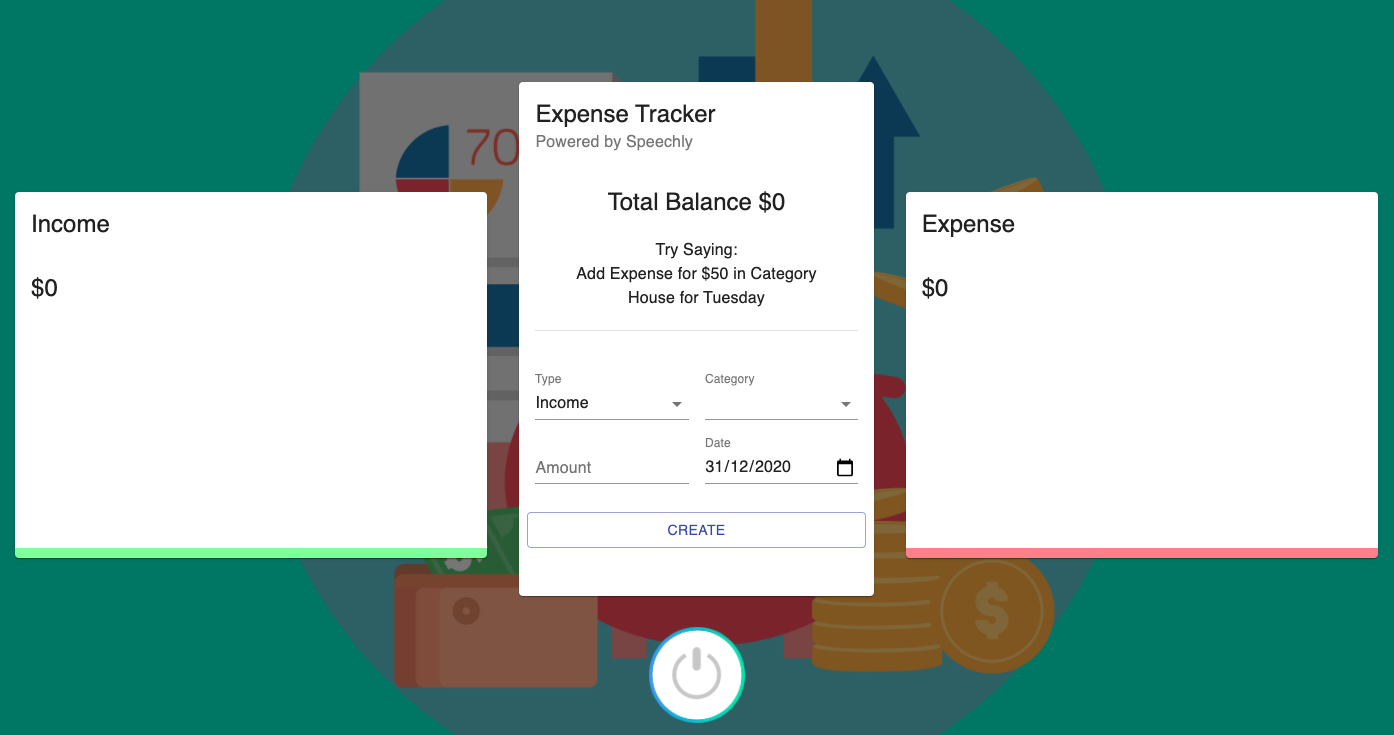 70
Expense Tracker
Powered by Speechly
Total Balance $0
Try Saying:
Add Expense for $50 in Category
House for Tuesday
Income
$0
Expense
$0
Type
Category
Income
Date
Amount
31/12/2020
CREATE
$
$